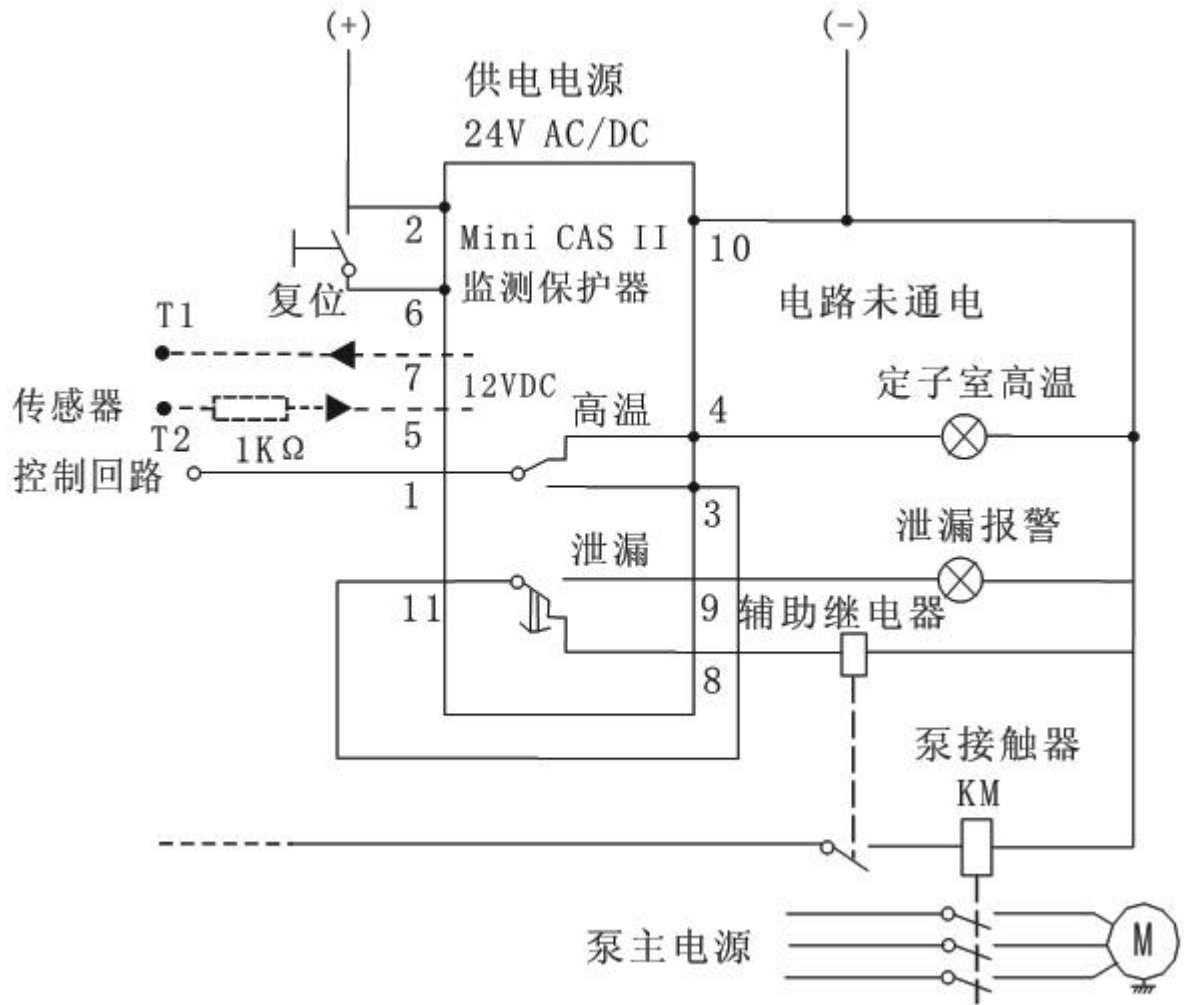 (+)
(-)
供电电源
24V AC/DC
2
Mini CAS II
10
监测保护器
复位
6
电路未通电
T1
7
12VDC
定子室高温
传感器
高温
4
T2
1KΩ
5
控制回路
1
3
泄漏
泄漏报警
11
9
辅助继电器
8
泵接触器
KM
泵主电源
M